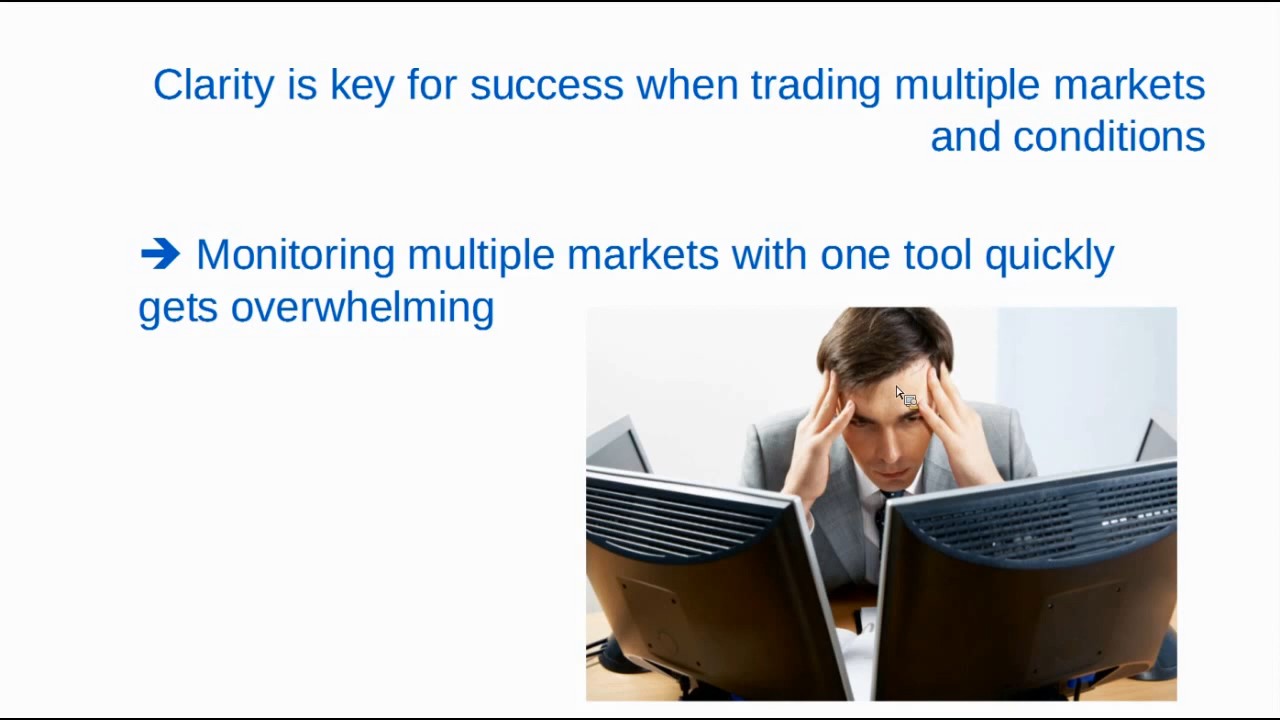 Clarity is key for success when trading multiple markets
and conditions
➔ Monitoring multiple markets with one tool quickly
gets overwhelming